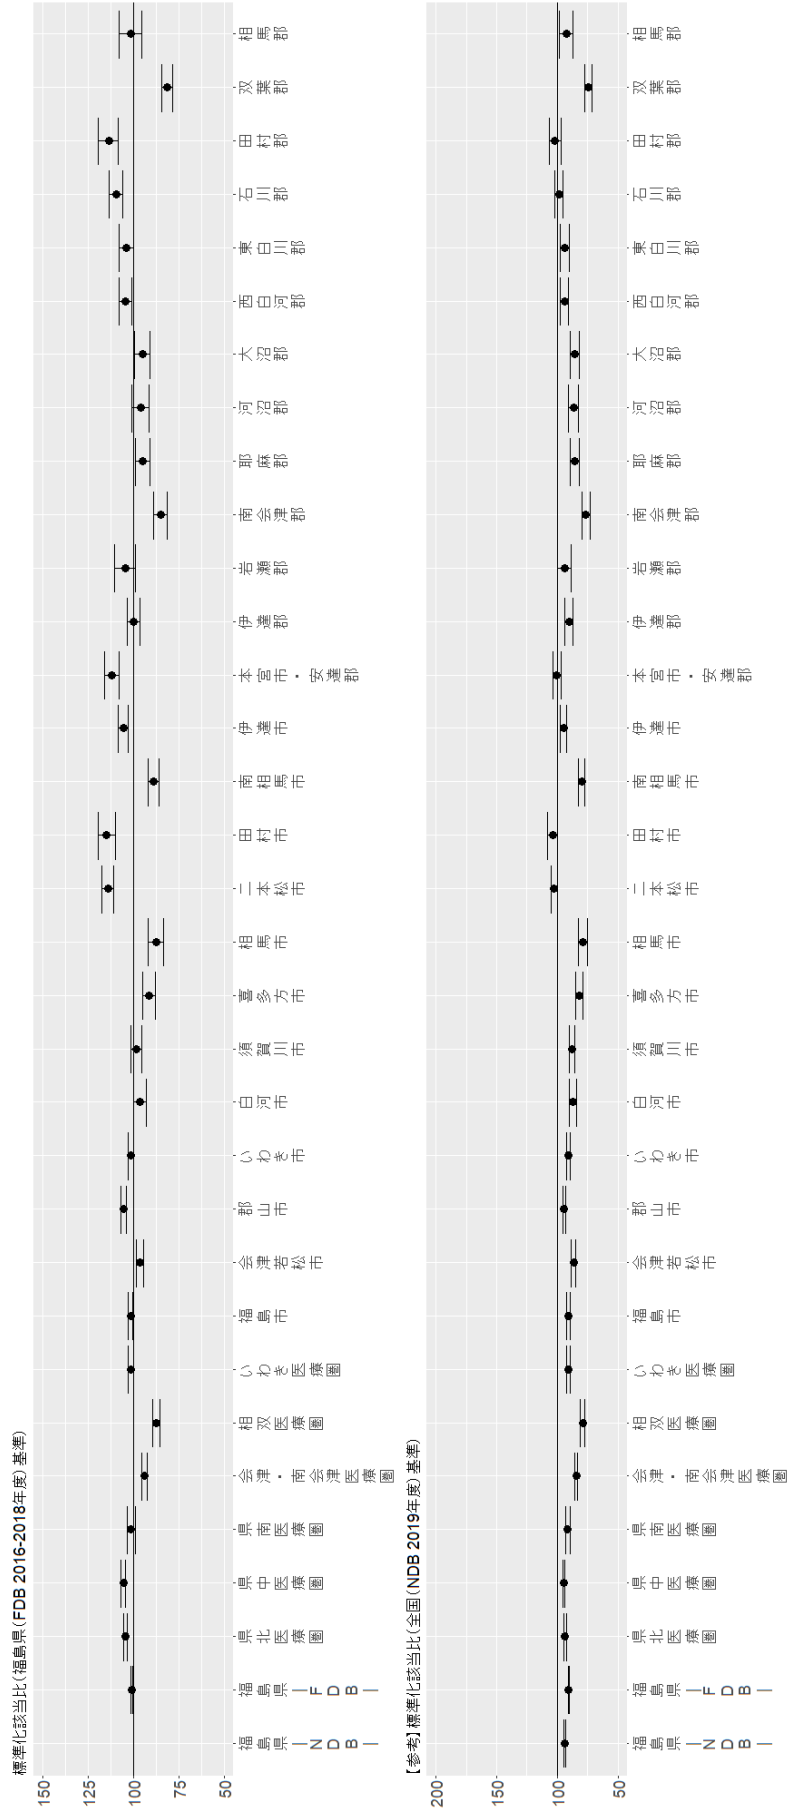 標準化該当比(福島県(FDB 2016-2018年度)基準)
150
125
100
75
50
福島県｜NDB｜
福島県｜FDB｜
県北医療圏
県中医療圏
県南医療圏
会津・南会津医療圏
相双医療圏
いわき医療圏
福島市
会津若松市
郡山市
いわき市
白河市
須賀川市
喜多方市
相馬市
二本松市
田村市
南相馬市
伊達市
本宮市・安達郡
伊達郡
岩瀬郡
南会津郡
耶麻郡
河沼郡
大沼郡
西白河郡
東白川郡
石川郡
田村郡
双葉郡
相馬郡
【参考】標準化該当比(全国(NDB 2019年度)基準)
200
150
100
50
福島県｜NDB｜
福島県｜FDB｜
県北医療圏
県中医療圏
県南医療圏
会津・南会津医療圏
相双医療圏
いわき医療圏
福島市
会津若松市
郡山市
いわき市
白河市
須賀川市
喜多方市
相馬市
二本松市
田村市
南相馬市
伊達市
本宮市・安達郡
伊達郡
岩瀬郡
南会津郡
耶麻郡
河沼郡
大沼郡
西白河郡
東白川郡
石川郡
田村郡
双葉郡
相馬郡